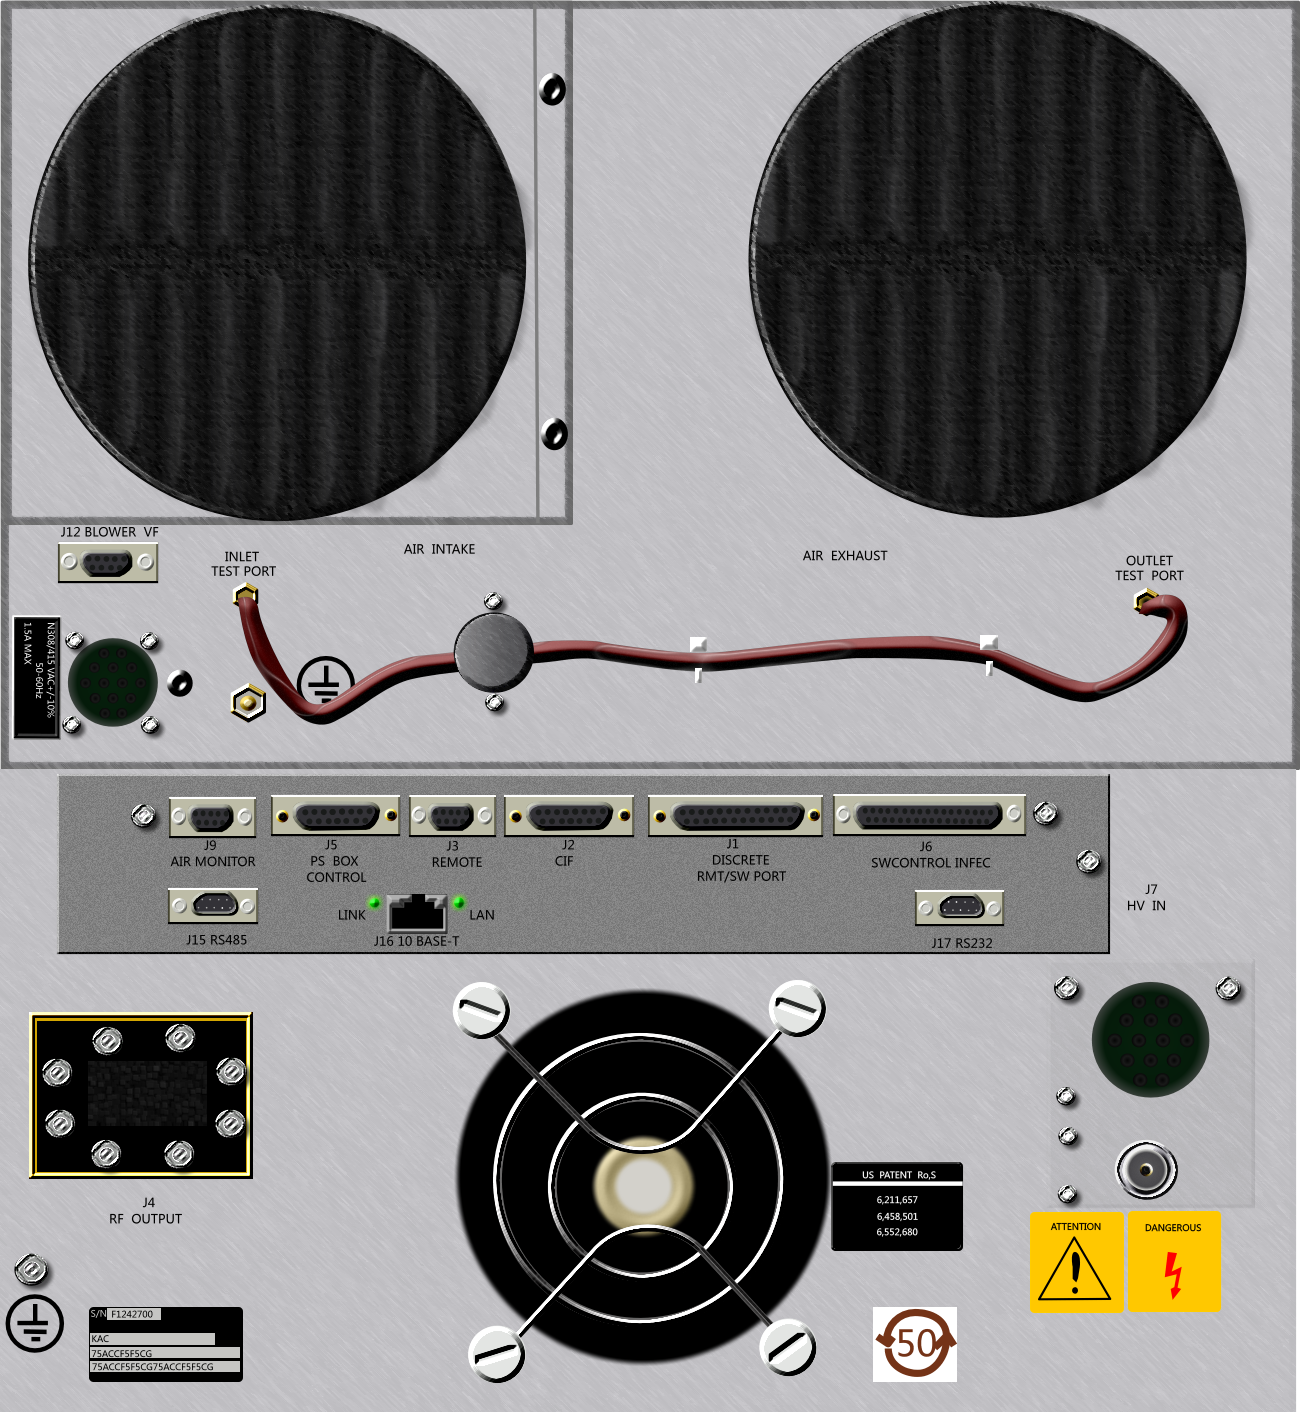 J12 BLOWER VF
AIR INTAKE
AIR EXHAUST
INLET
TEST PORT
OUTLET
TEST PORT
N308/415 VAC+/-10%
50-60Hz
1.5A MAX
J9
AIR MONITOR
J5
PS BOX
CONTROL
J3
REMOTE
J2
CIF
J1
DISCRETE
RMT/SW PORT
J6
SWCONTROL INFEC
J7
HV IN
LINK
LAN
J15 RS485
J16 10 BASE-T
J17 RS232
J4
RF OUTPUT
US PATENT Ro,S
6,211,657
6,458,501
6,552,680
ATTENTION
DANGEROUS
S/N F1242700
KAC
75ACCF5F5CG
75ACCF5F5CG75ACCF5F5CG
50